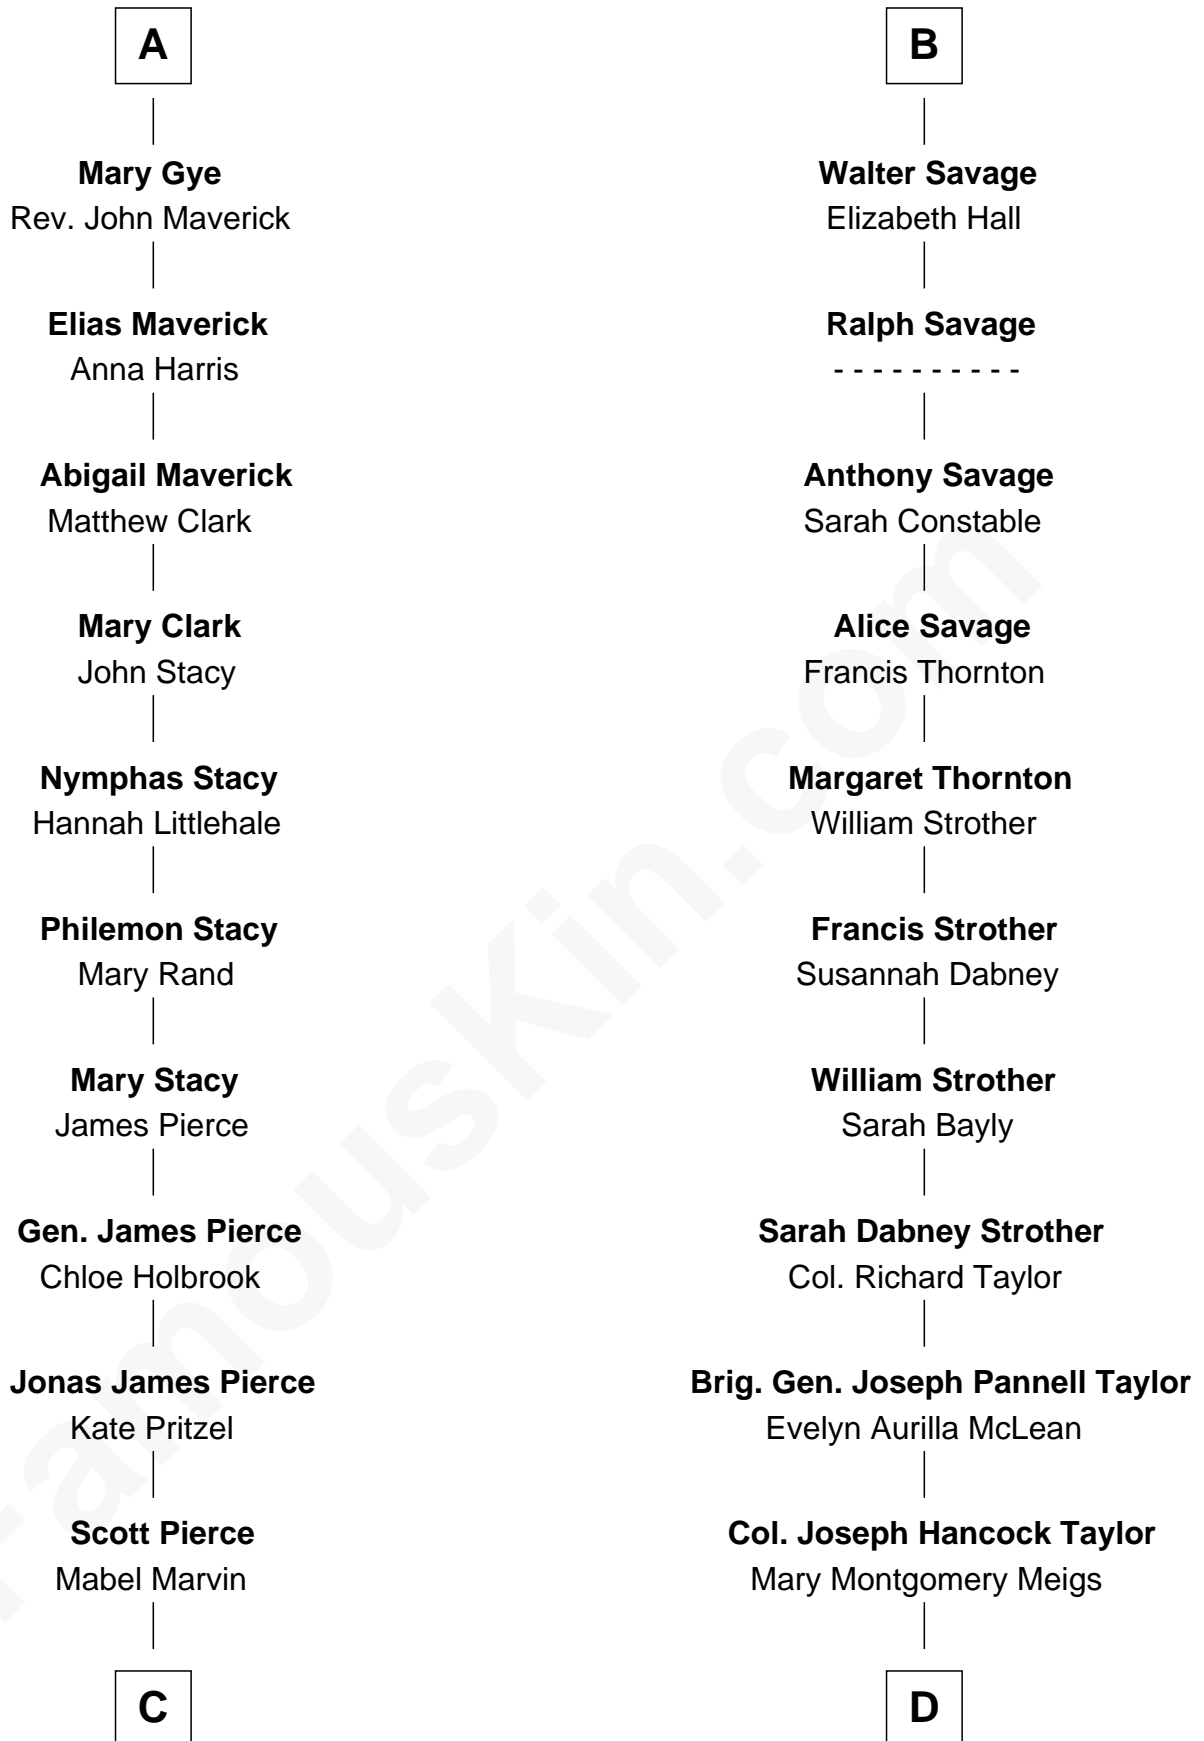 A
Mary Gye
Rev. John Maverick
Elias Maverick
Anna Harris
Abigail Maverick
Matthew Clark
Mary Clark
John Stacy
Nymphas Stacy
Hannah Littlehale
Philemon Stacy
Mary Rand
Mary Stacy
James Pierce
Gen. James Pierce
Chloe Holbrook
Jonas James Pierce
Kate Pritzel
Scott Pierce
Mabel Marvin
C
B
Walter Savage
Elizabeth Hall
Ralph Savage
- - - - - - - - - -
Anthony Savage
Sarah Constable
Alice Savage
Francis Thornton
Margaret Thornton
William Strother
Francis Strother
Susannah Dabney
William Strother
Sarah Bayly
Sarah Dabney Strother
Col. Richard Taylor
Brig. Gen. Joseph Pannell Taylor
Evelyn Aurilla McLean
Col. Joseph Hancock Taylor
Mary Montgomery Meigs
D
FamousKin.com